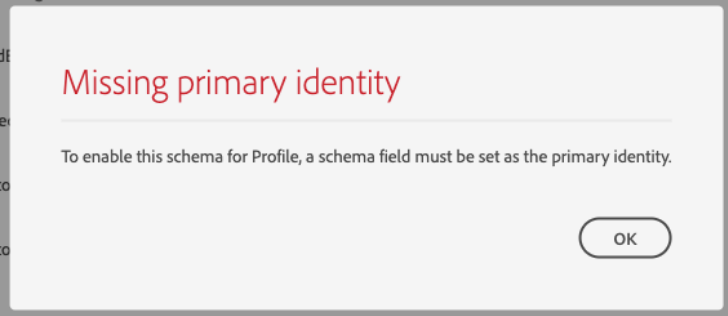 Missing primary identity
To enable this schema for Profile, a schema field must be set as the primary identity.
OK